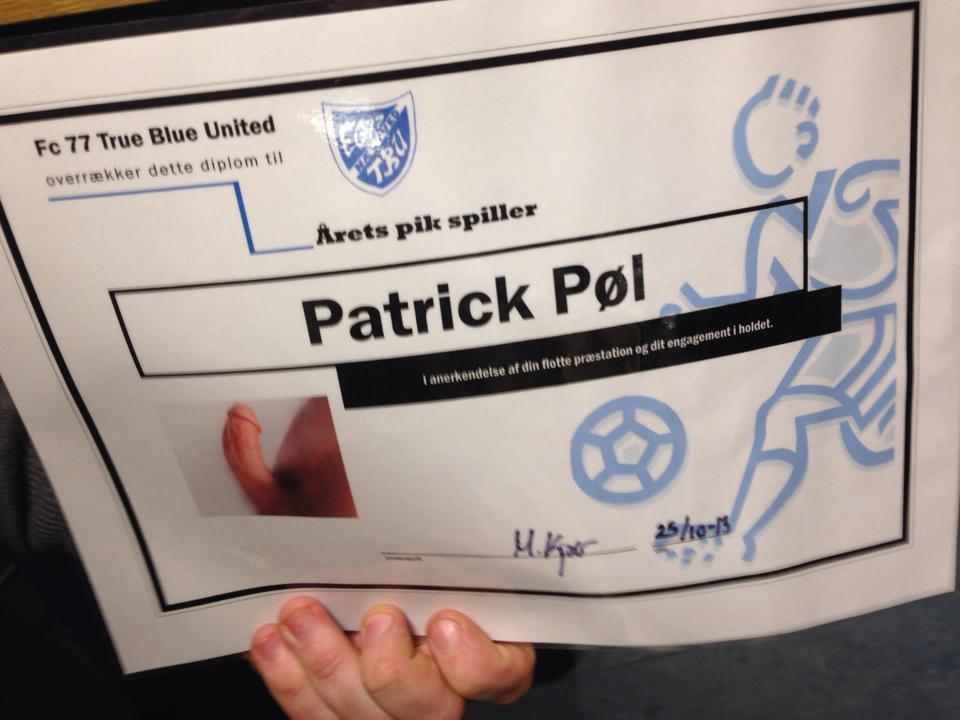 Fc 77 True Blue United
overrækker dette diplom til
TBU
Årets pik spiller
Patrick Pøl
I anerkendelse af din flotte præstation og dit engagement i holdet.
25/10-13